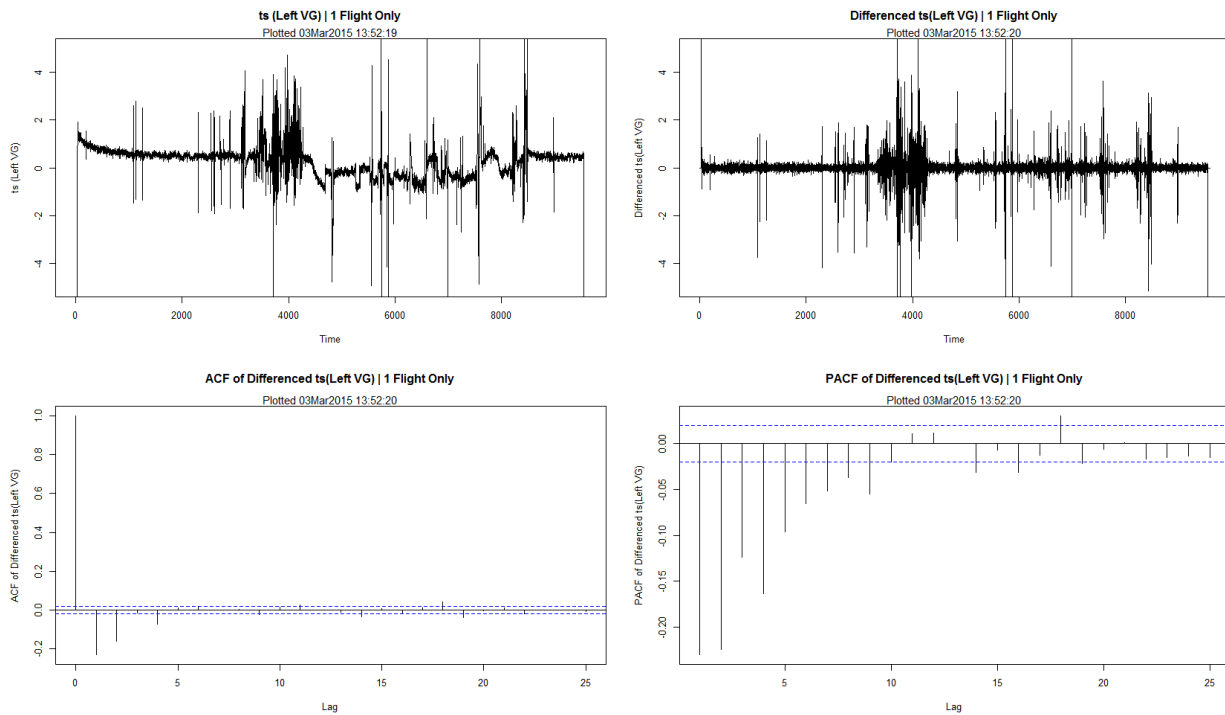 ts (Left VG) | 1 Flight Only
Plotted 03Mar2015 13:52:19
ts (Left VG)
4
2
0
-2
-4
0 2000 4000 6000 8000
Time
Differenced ts(Left VG) | 1 Flight Only
Plotted 03Mar2015 13:52:20
Differenced ts(Left VG)
4
2
0
-2
-4
0 2000 4000 6000 8000
Time
ACF of Differenced ts(Left VG) | 1 Flight Only
Plotted 03Mar2015 13:52:20
ACF of Differenced ts(Left VG)
1.0
0.8
0.6
0.4
0.2
0.0
-0.2
0 5 10 15 20 25
Lag
PACF of Differenced ts(Left VG) | 1 Flight Only
Plotted 03Mar2015 13:52:20
PACF of Differenced ts(Left VG)
0.00
-0.05
-0.10
-0.15
-0.20
5 10 15 20 25
Lag